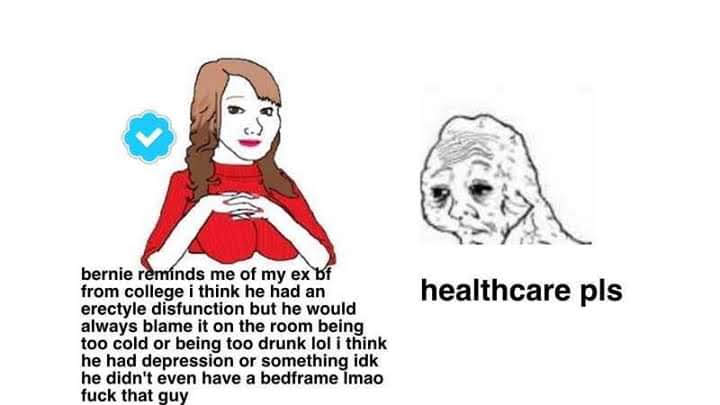 bernie reminds me of my ex bf
from college i think he had an
erectyle disfunction but he would
always blame it on the room being
too cold or being too drunk lol i think
he had depression or something idk
he didn't even have a bedframe lmao
fuck that guy
healthcare pls